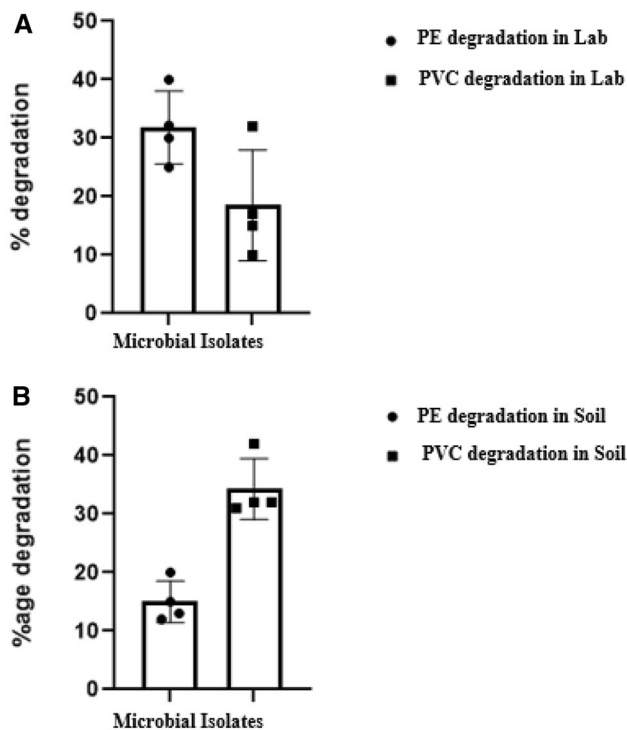 A
50
40
30
20
10
0
% degradation
Microbial Isolates
PE degradation in Lab
PVC degradation in Lab
B
50
40
30
20
10
0
%age degradation
Microbial Isolates
PE degradation in Soil
PVC degradation in Soil